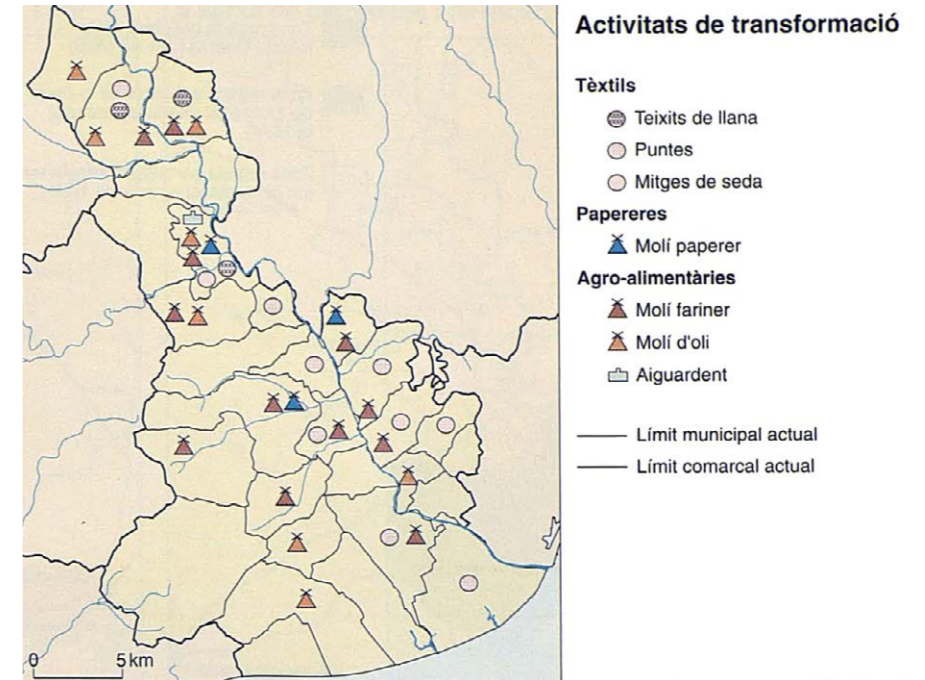 Activitats de transformació
Tèxtils
Teixits de llana
Puntes
Mitges de seda
Papereres
Molí paperer
Agro-alimentàries
Molí fariner
Molí d'oli
Aiguardent
Límit municipal actual
Límit comarcal actual
0 5 km